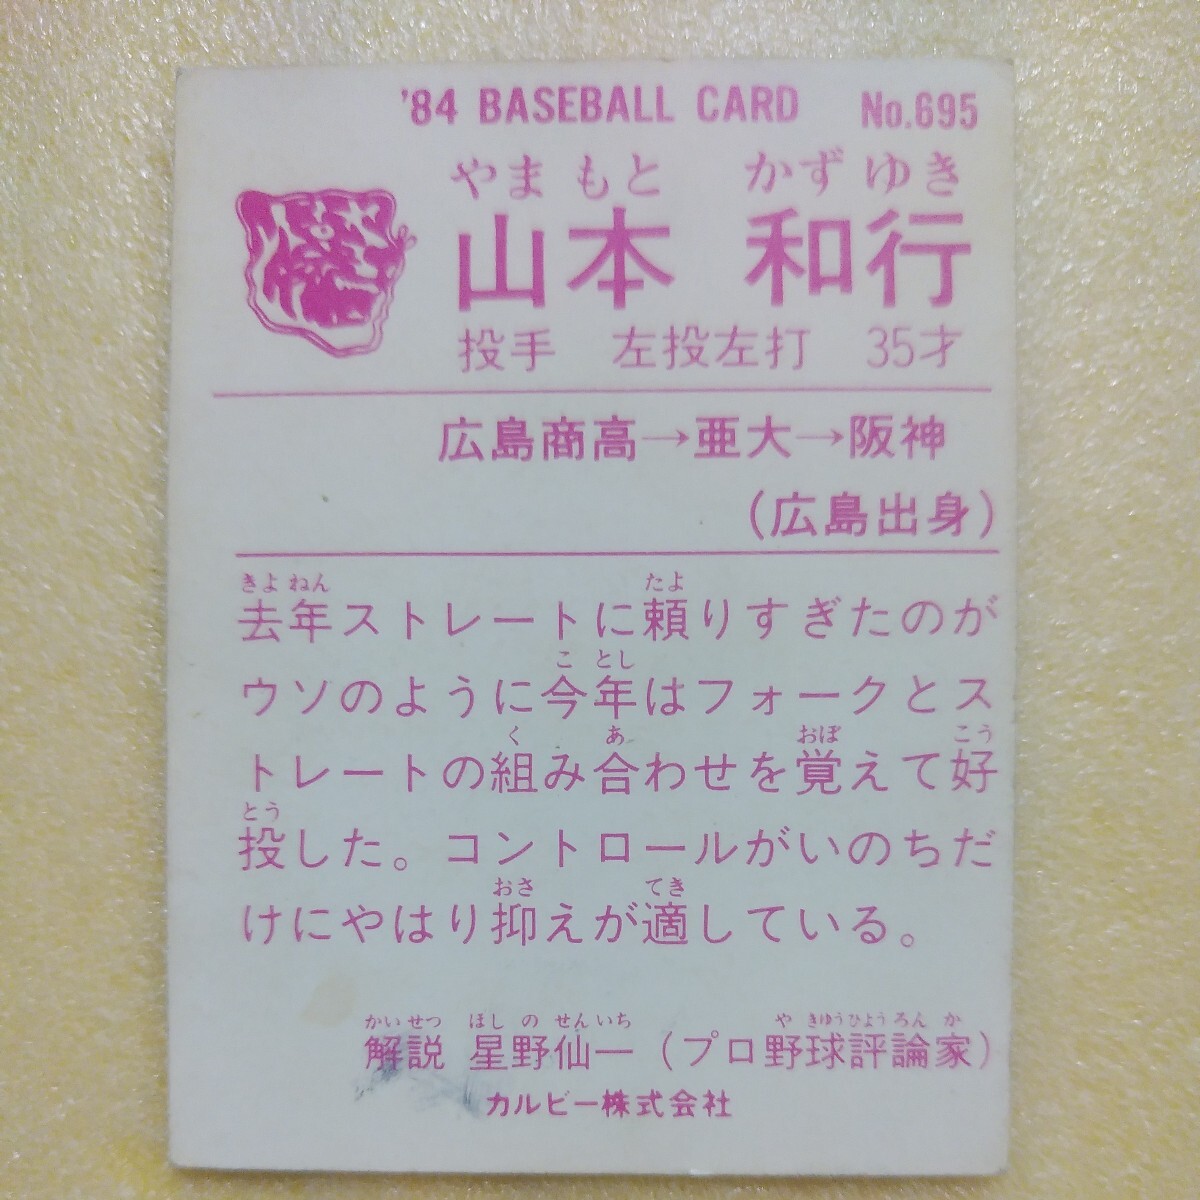 '84 BASEBALL CARD No.695
やま もと かず ゆき
山本 和行
投手 左投左打 35才
広島商高→亜大→阪神
(広島出身)
きよ ねん たよ
去年ストレートに頼りすぎたのが
こ とし
ウソのように今年はフォークとス
く あ おぼ こう
トレートの組み合わせを覚えて好
とう
投した。コントロールがいのちだ
おさ てき
けにやはり抑えが適している。
かい せつ ほし の せん いち や きゆう ひよう ろん か
解説 星野仙一(プロ野球評論家)
カルビー株式会社